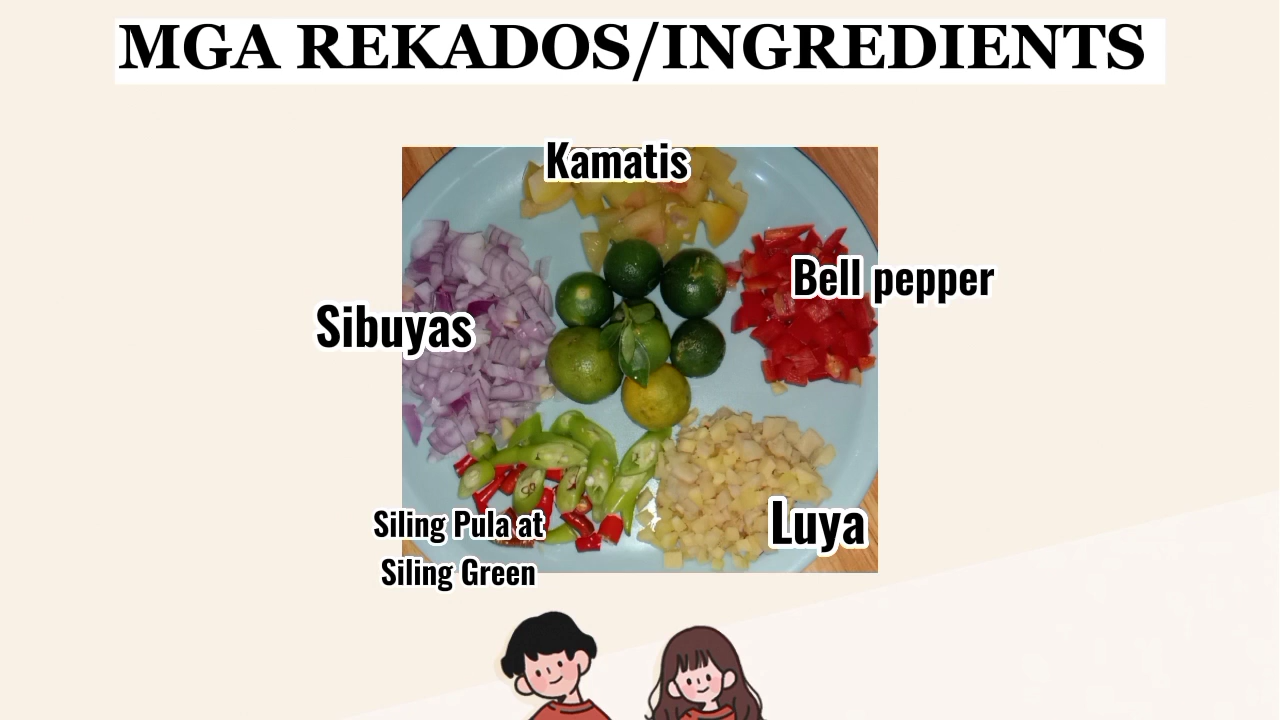 MGA REKADOS/INGREDIENTS
Kamatis
Bell pepper
Sibuyas
Luya
Siling Pula at
Siling Green